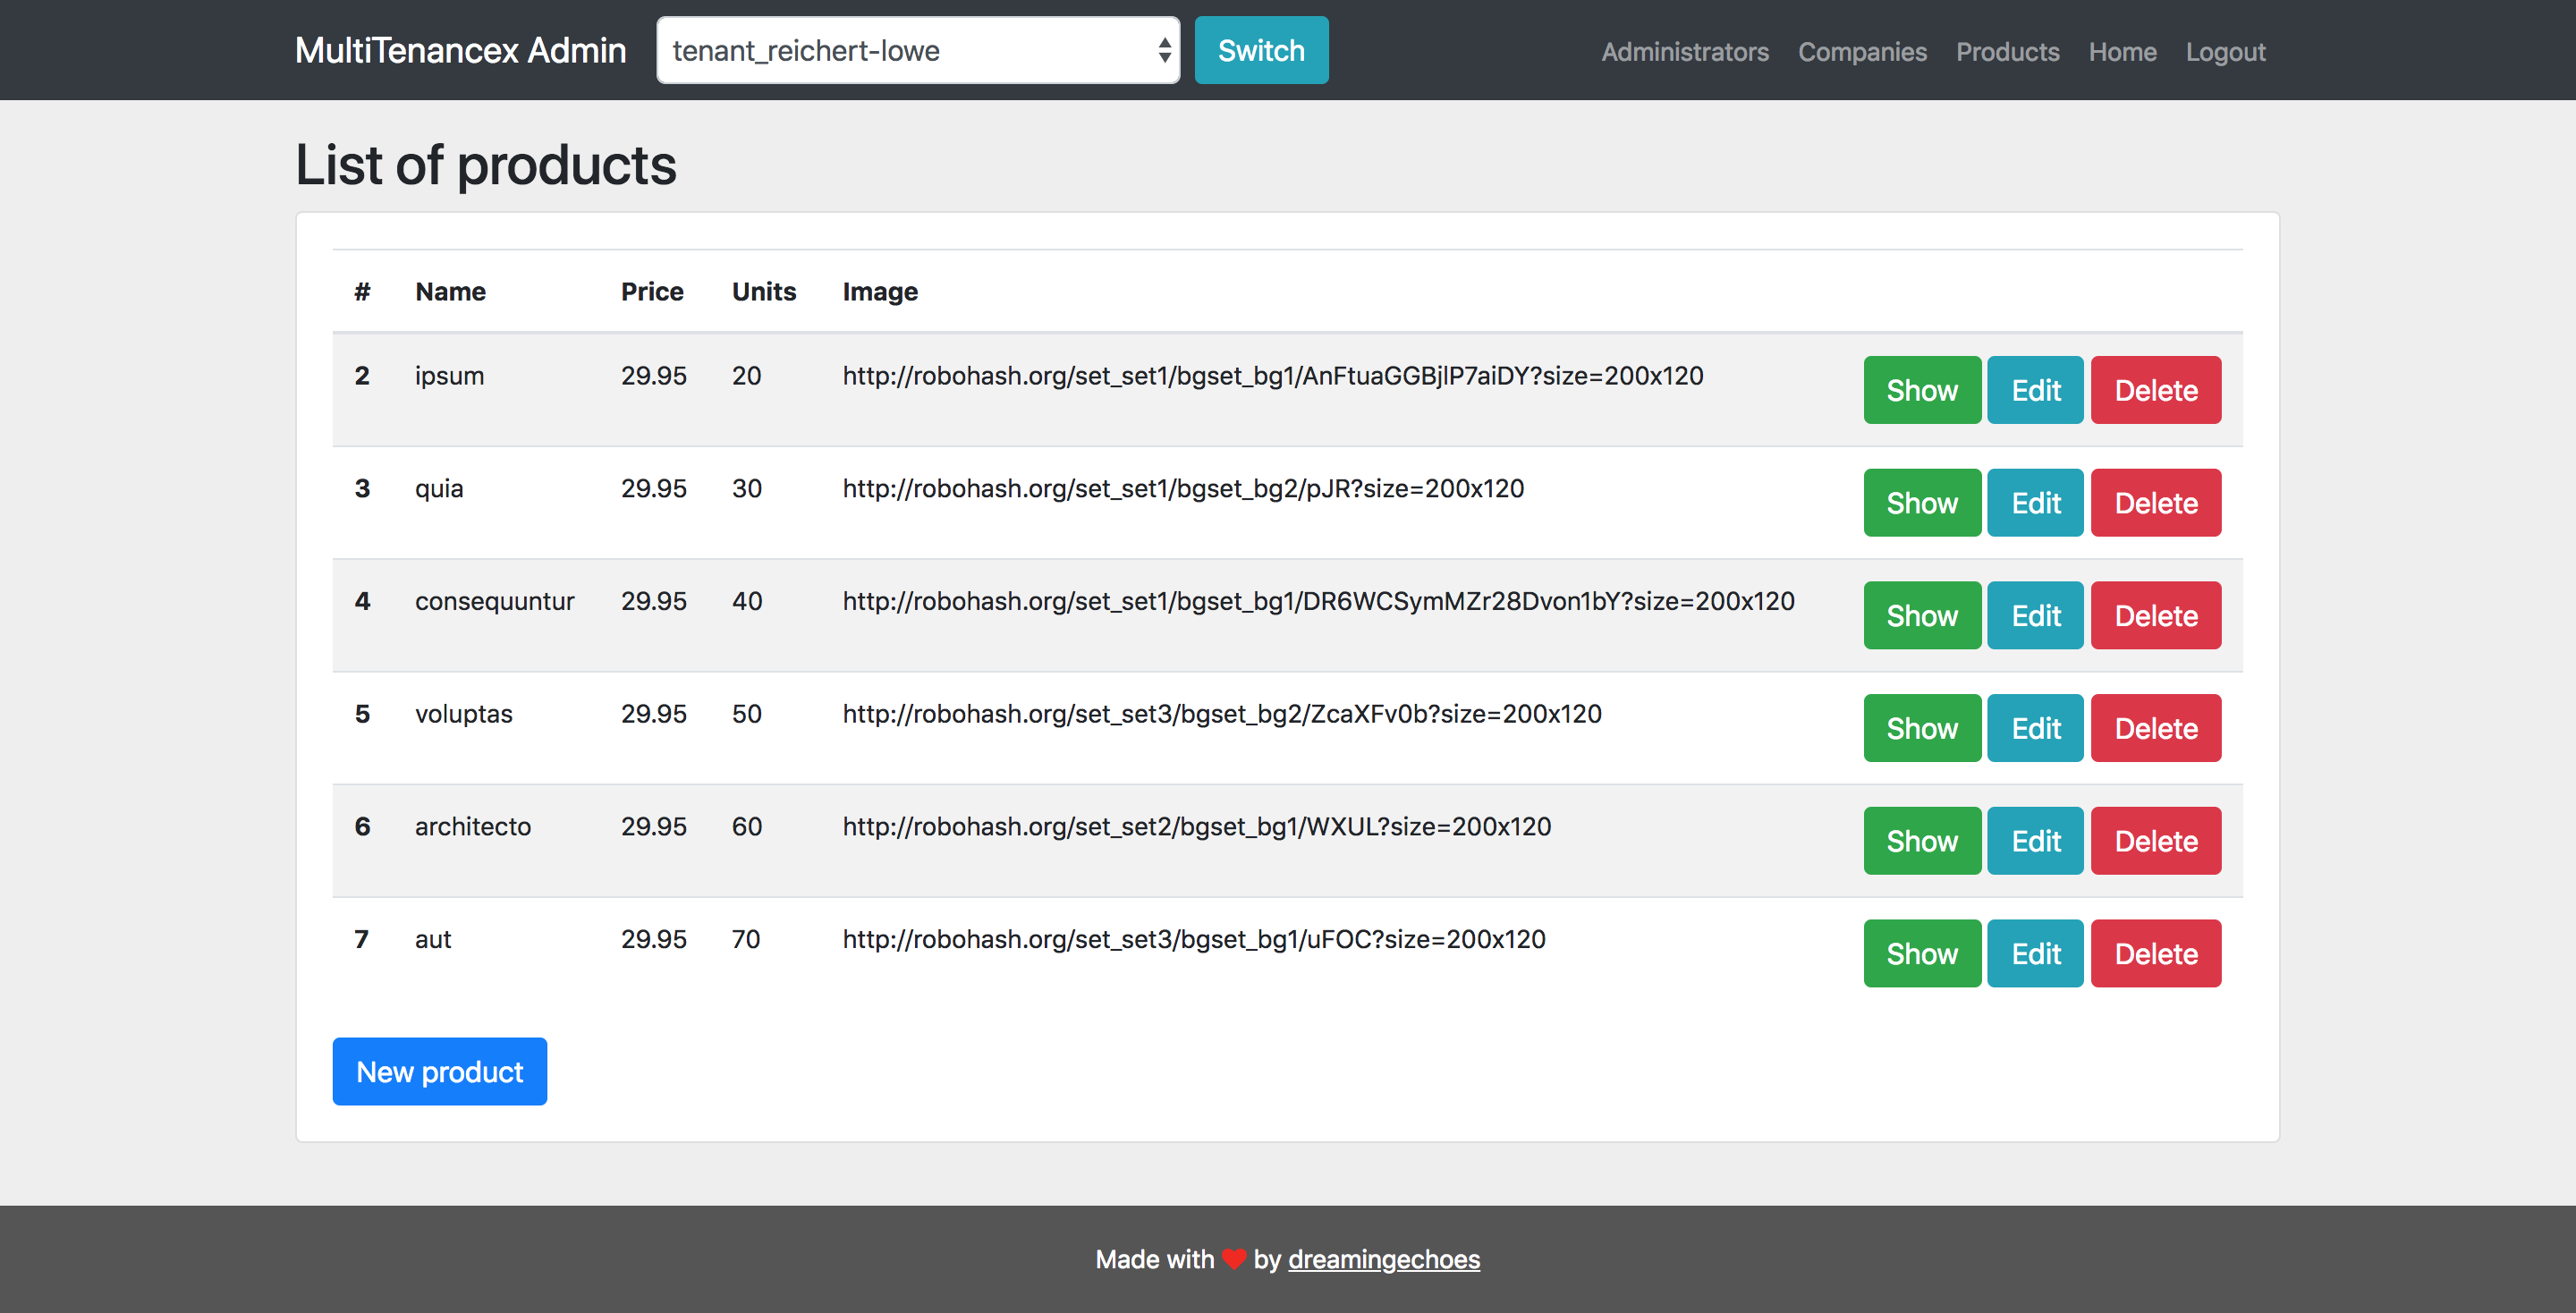 MultiTenancex Admin tenant_reichert-lowe Switch Administrators Companies Products Home Logout
List of products
# Name Price Units Image
2 ipsum 29.95 20 http://robohash.org/set_set1/bgset_bg1/AnFtuaGGBjlP7aiDY?size=200x120 Show Edit Delete
3 quia 29.95 30 http://robohash.org/set_set1/bgset_bg2/pJR?size=200x120 Show Edit Delete
4 consequuntur 29.95 40 http://robohash.org/set_set1/bgset_bg1/DR6WCSymMZr28Dvon1bY?size=200x120 Show Edit Delete
5 voluptas 29.95 50 http://robohash.org/set_set3/bgset_bg2/ZcaXFv0b?size=200x120 Show Edit Delete
6 architecto 29.95 60 http://robohash.org/set_set2/bgset_bg1/WXUL?size=200x120 Show Edit Delete
7 aut 29.95 70 http://robohash.org/set_set3/bgset_bg1/uFOC?size=200x120 Show Edit Delete
New product
Made with ❤ by dreamingechoes